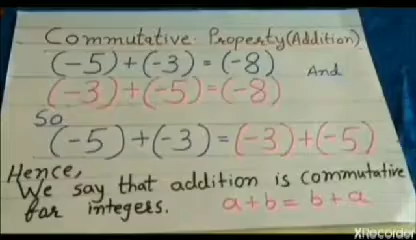 Commutative Property(Addition)
(-5)+(-3)=(-8) And
(-3)+(-5)=(-8)
So
(-5)+(-3)=(-3)+(-5)
Hence,
We say that addition is commutative
for integers. a+b=b+a
XRecorder